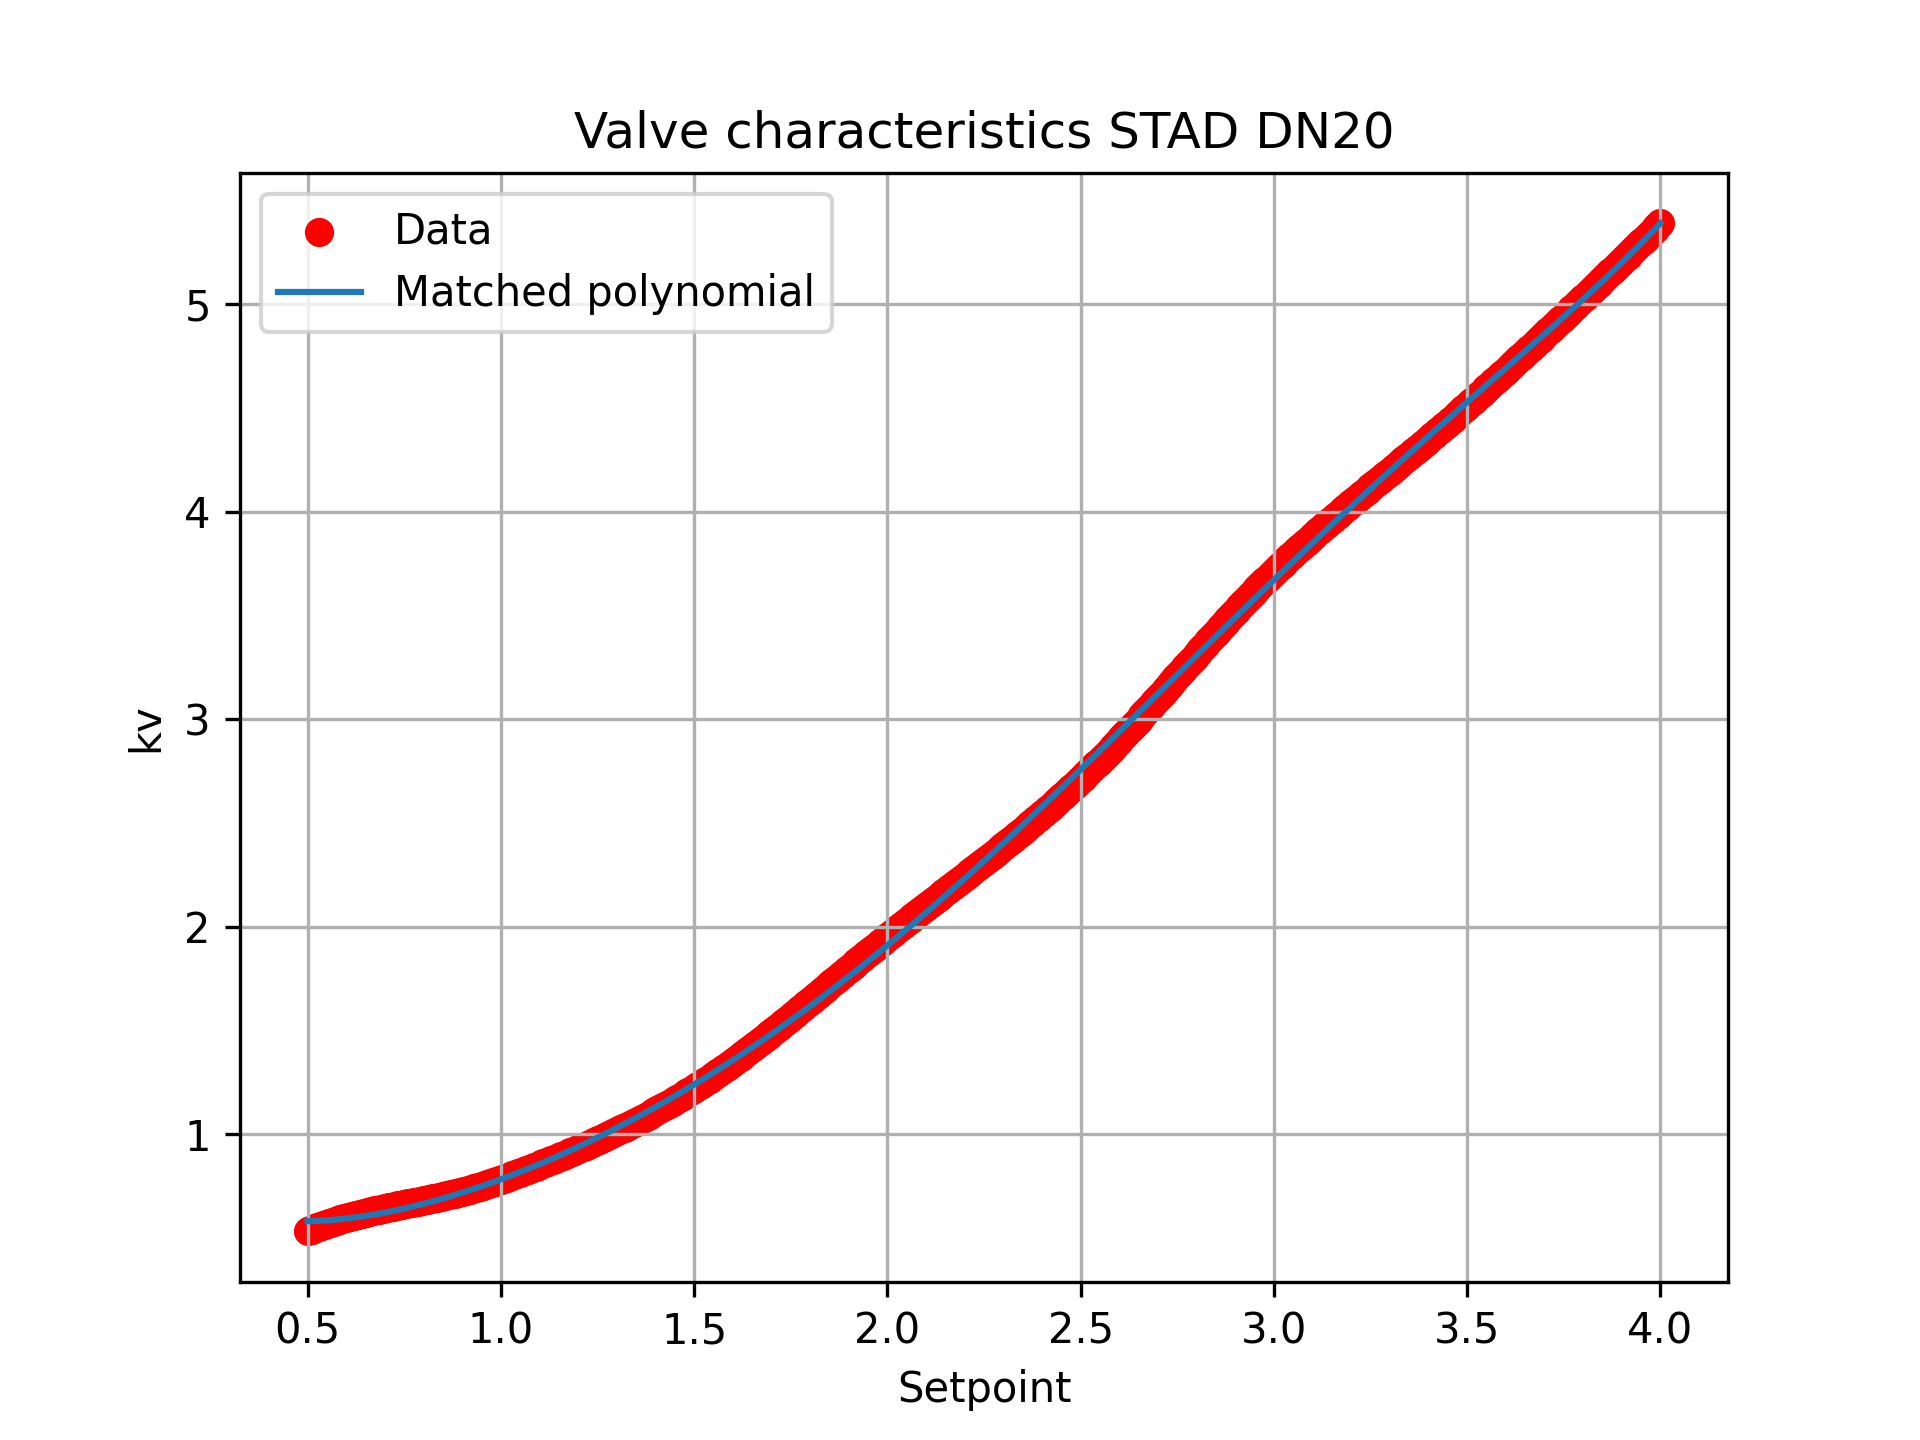 Valve characteristics STAD DN20
Data
Matched polynomial
5
4
3
2
1
kv
0.5 1.0 1.5 2.0 2.5 3.0 3.5 4.0
Setpoint